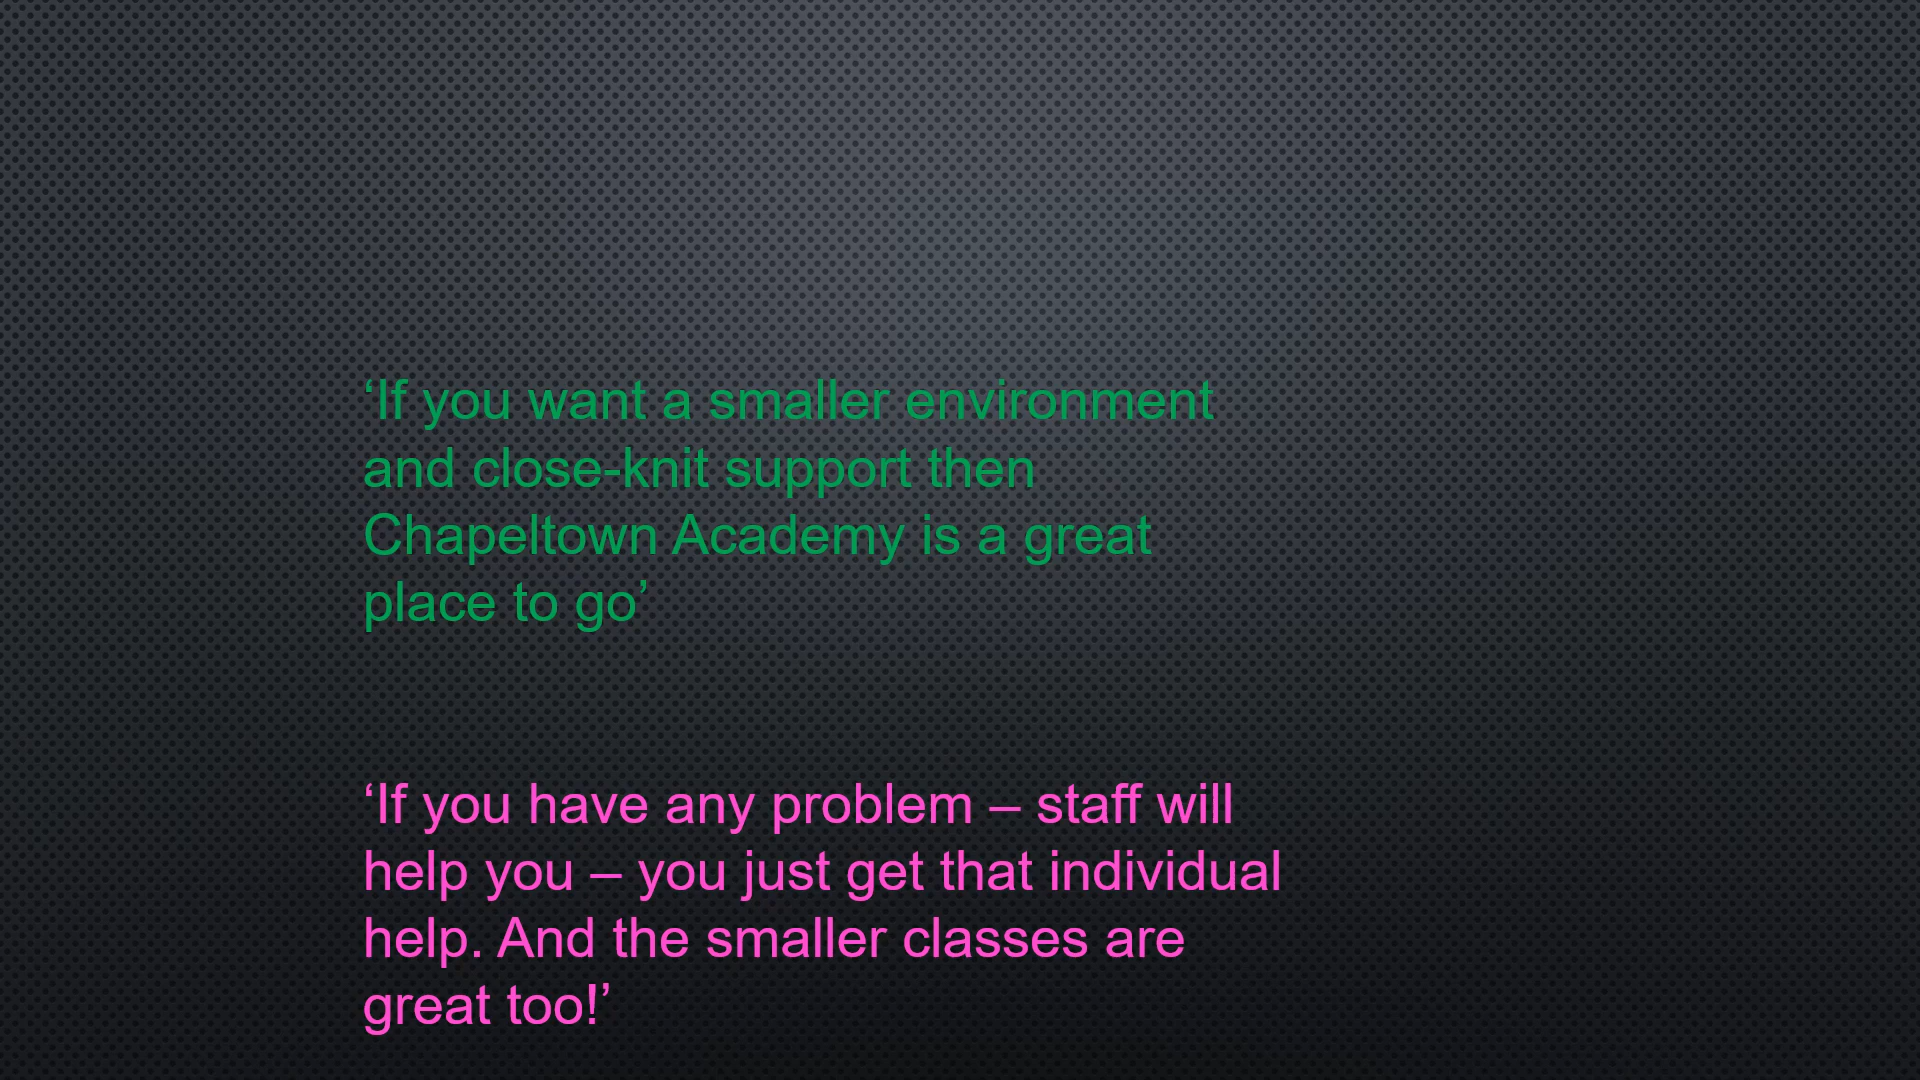 ‘If you want a smaller environment
and close-knit support then
Chapeltown Academy is a great
place to go’
‘If you have any problem – staff will
help you – you just get that individual
help. And the smaller classes are
great too!’